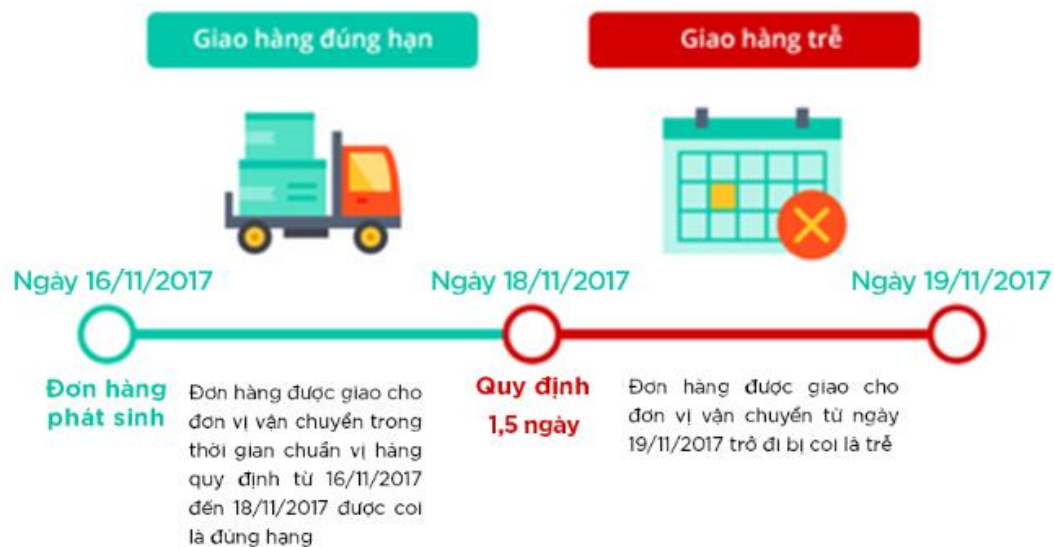 Giao hàng đúng hạn
Giao hàng trễ
Ngày 16/11/2017
Ngày 18/11/2017
Ngày 19/11/2017
Đơn hàng
phát sinh
Đơn hàng được giao cho
đơn vị vận chuyển trong
thời gian chuẩn vị hàng
quy định từ 16/11/2017
đến 18/11/2017 được coi
là đúng hạng
Quy định
1,5 ngày
Đơn hàng được giao cho
đơn vị vận chuyển từ ngày
19/11/2017 trô đi bị coi là trễ